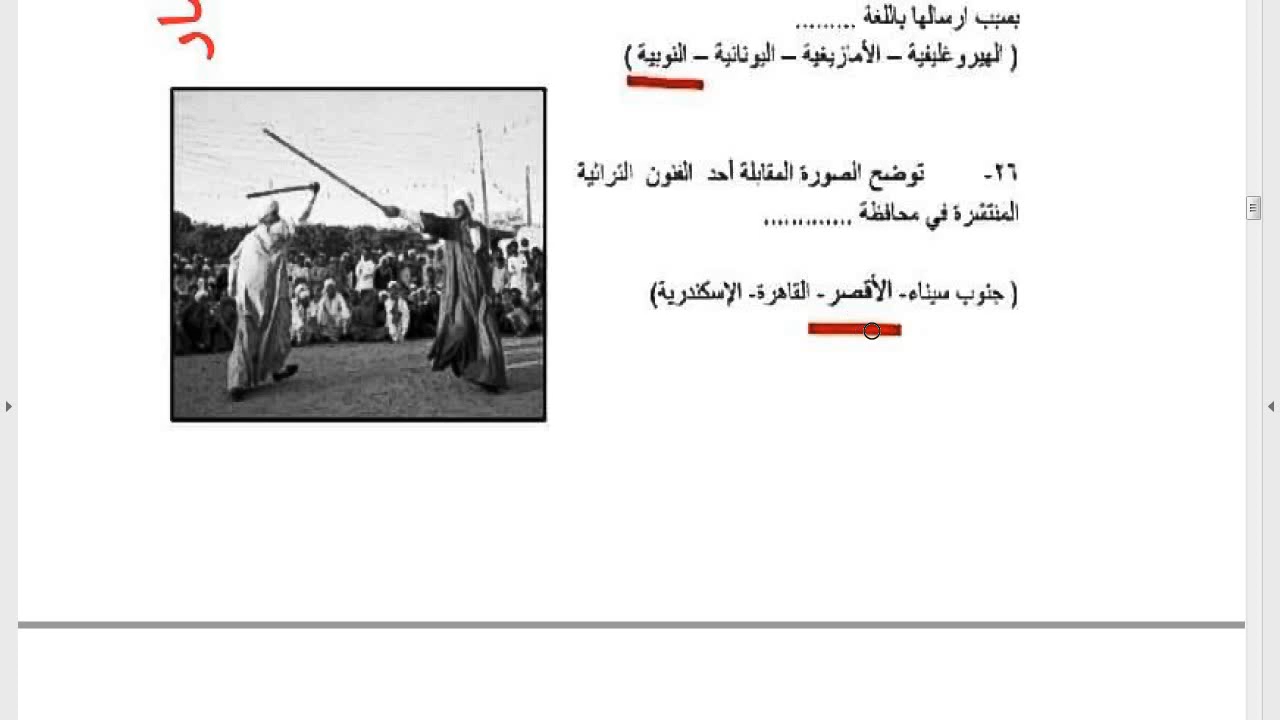 بسبب ارسالها باللغة .........
( الهيروغليفية – الأمازيغية – اليونانية – النوبية )
٢٦- توضح الصورة المقابلة أحد الفنون التراثية
المنتشرة في محافظة .............
( جنوب سيناء- الأقصر- القاهرة- الإسكندرية)